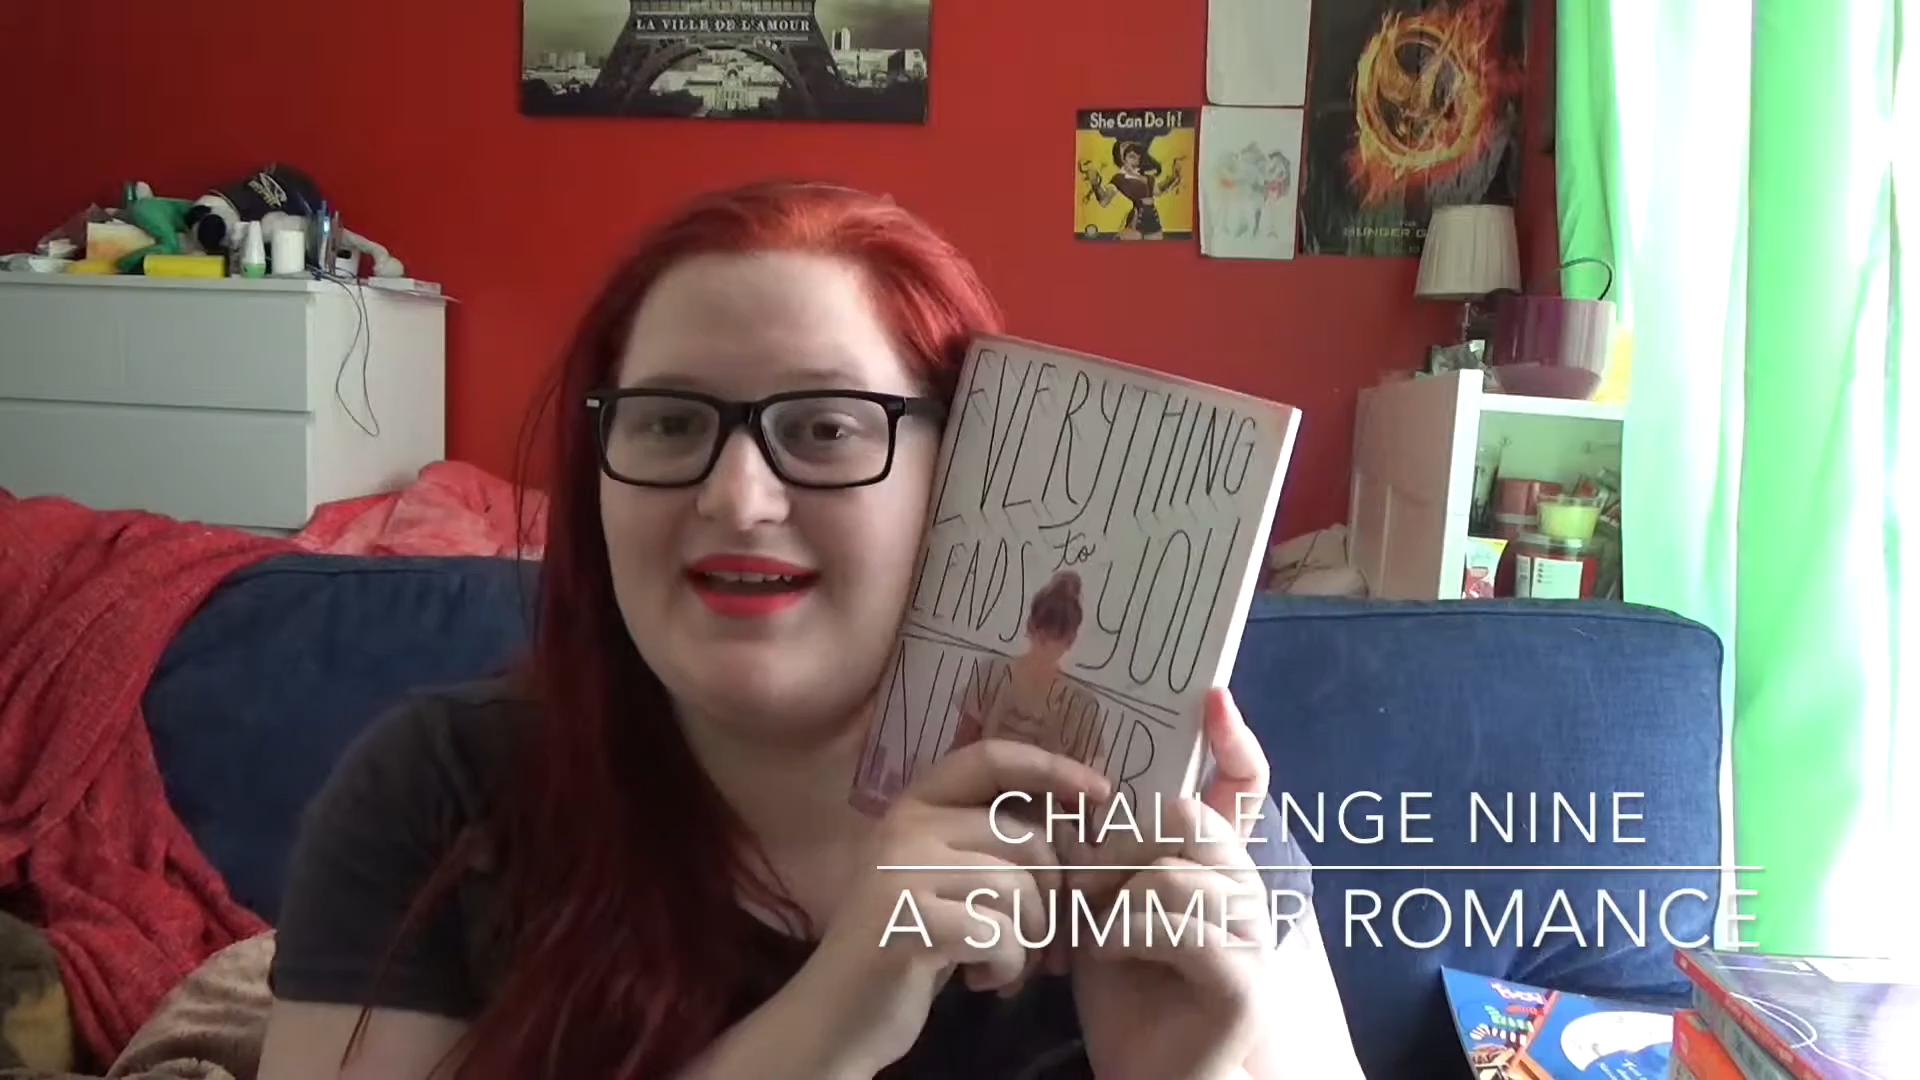 LA VILLE DE L'AMOUR
She Can Do It!
EVERYTHING
LEADS to YOU
CHALLENGE NINE
A SUMMER ROMANCE